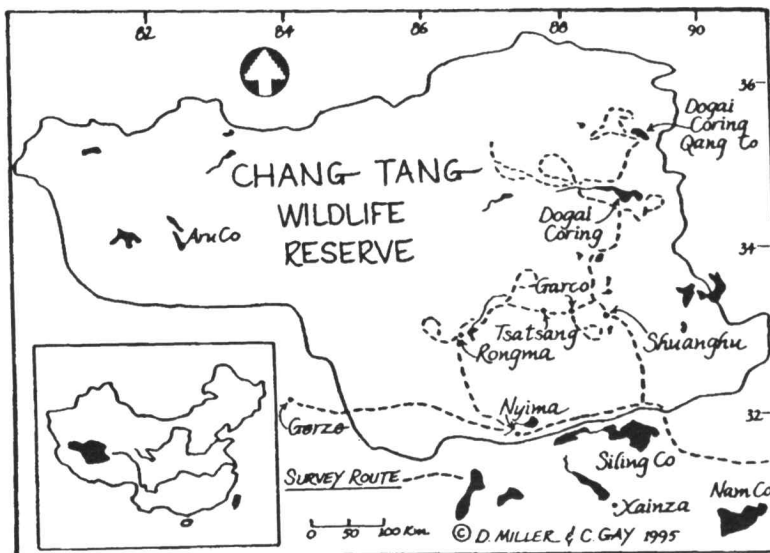 82
84
86
88
90
36
Dogai
Coring
Qang Co
CHANG TANG
WILDLIFE
RESERVE
Aru Co
Dogai
Coring
34
Garco
Tsatsang
Rongma
Shuanghu
Nyima
32
Gerze
Siling Co
SURVEY ROUTE
Xainza
Nam Co
0 50 100 Km
© D. MILLER & C. GAY 1995